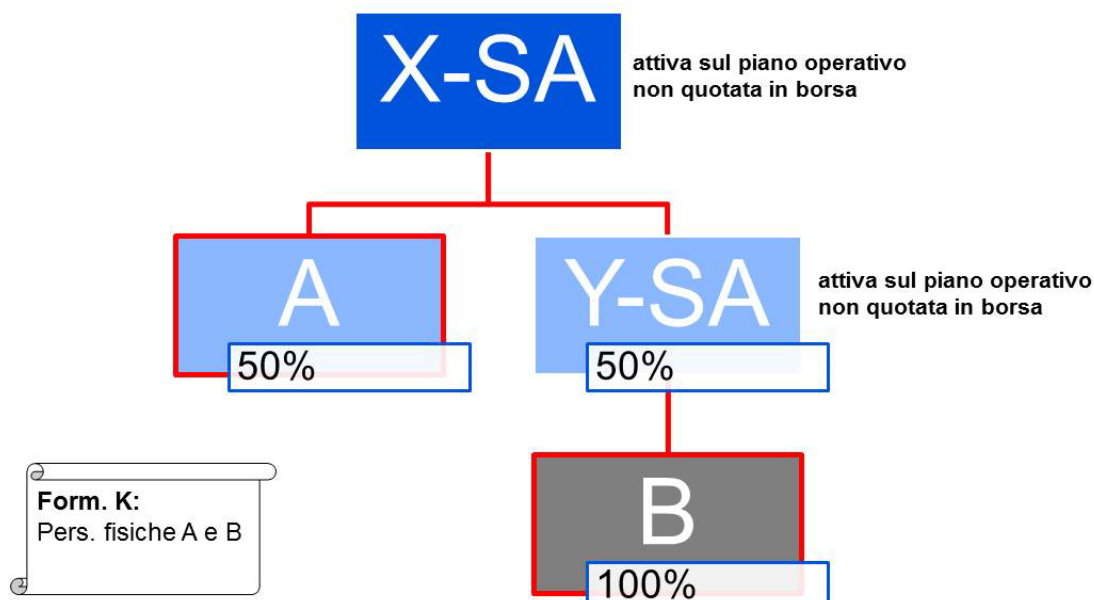 X-SA
attiva sul piano operativo
non quotata in borsa
A
50%
Y-SA
50%
attiva sul piano operativo
non quotata in borsa
Form. K:
Pers. fisiche A e B
B
100%